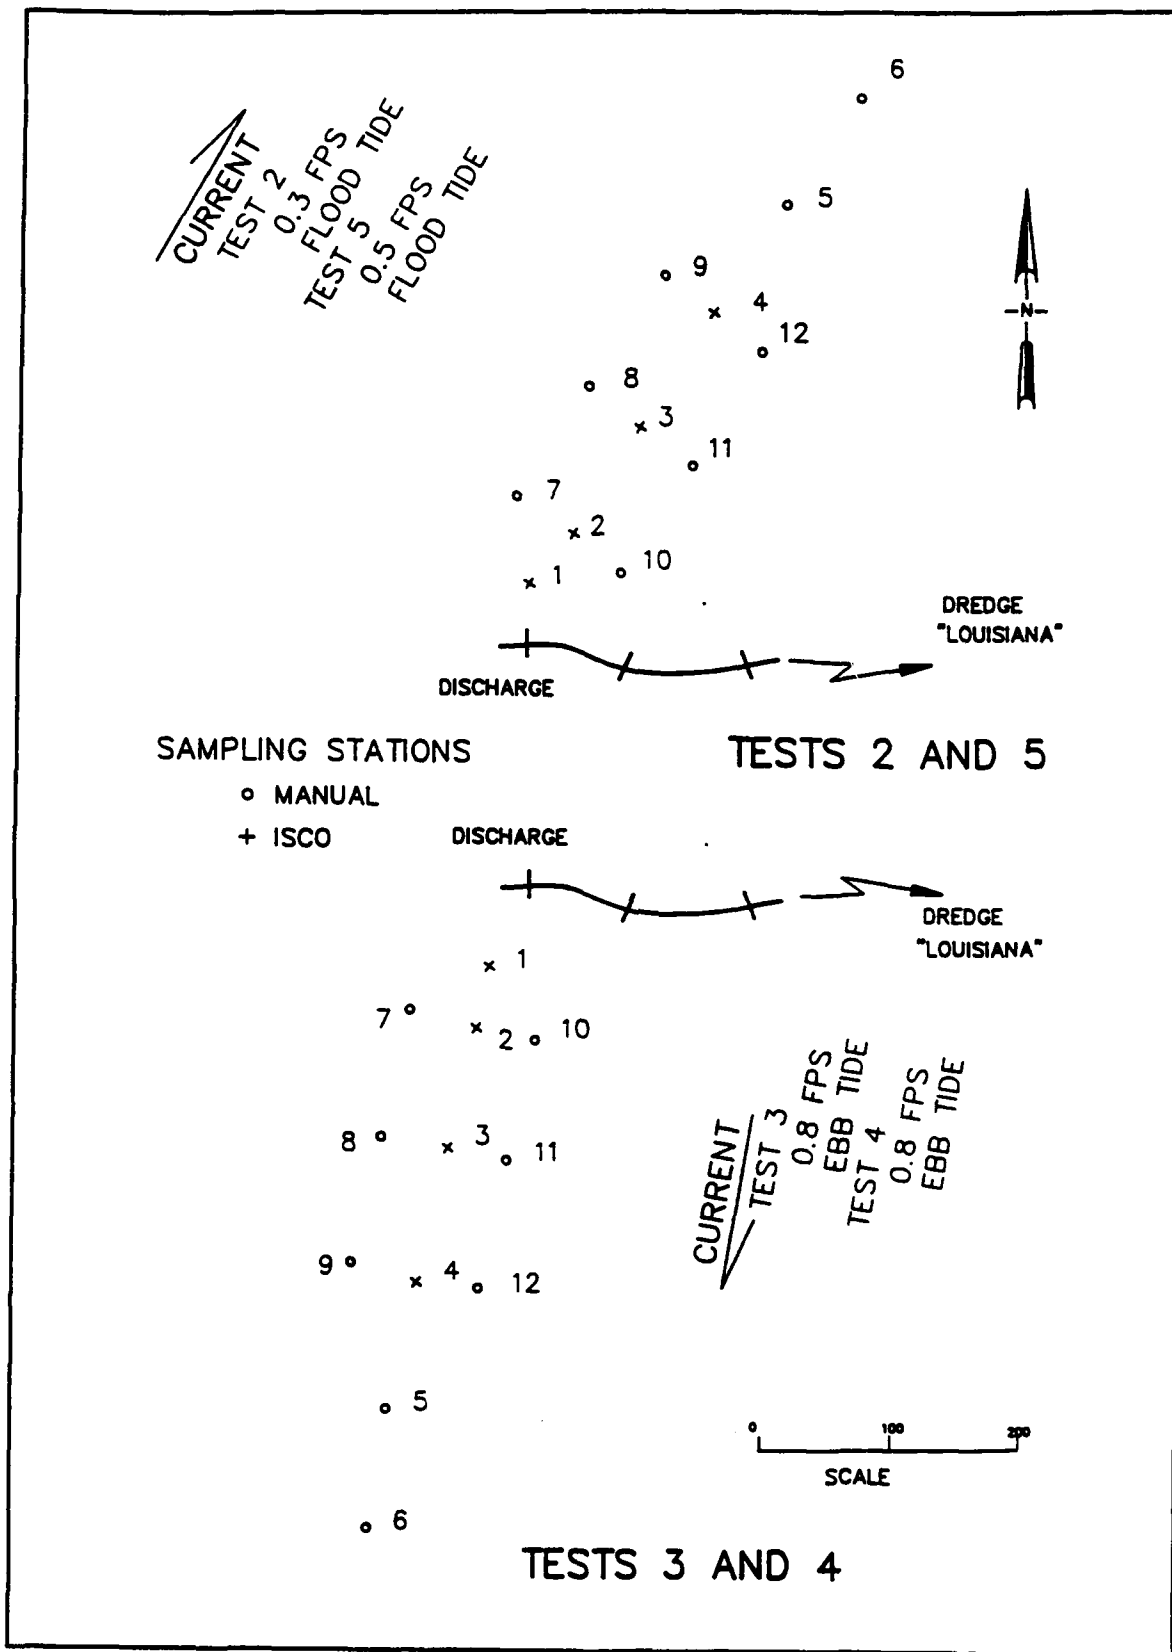 6
CURRENT
TEST 2
0.3 FPS
FLOOD TIDE
TEST 5
0.5 FPS
FLOOD TIDE
5
9
4
-N-
12
8
3
11
7
2
10
1
DREDGE
"LOUISIANA"
DISCHARGE
SAMPLING STATIONS
TESTS 2 AND 5
MANUAL
ISCO
DISCHARGE
DREDGE
"LOUISIANA"
1
7
2
10
CURRENT
TEST 3
0.8 FPS
EBB TIDE
TEST 4
0.8 FPS
EBB TIDE
8
3
11
9
4
12
5
0 100 200
SCALE
6
TESTS 3 AND 4